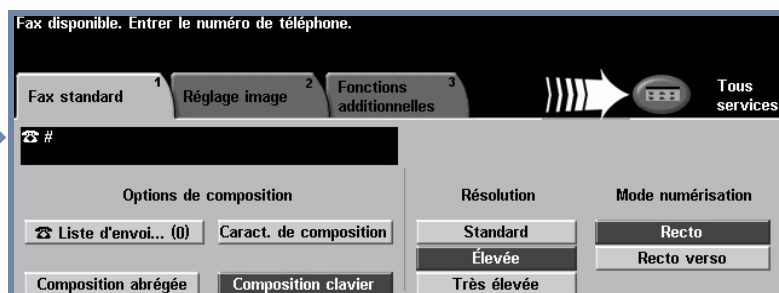 Fax disponible. Entrer le numéro de téléphone.
Fax standard 1
Réglage image 2
Fonctions additionnelles 3
Tous services
☎ #
Options de composition
Résolution
Mode numérisation
☎ Liste d'envoi... (0)
Caract. de composition
Standard
Recto
Élevée
Recto verso
Composition abrégée
Composition clavier
Très élevée